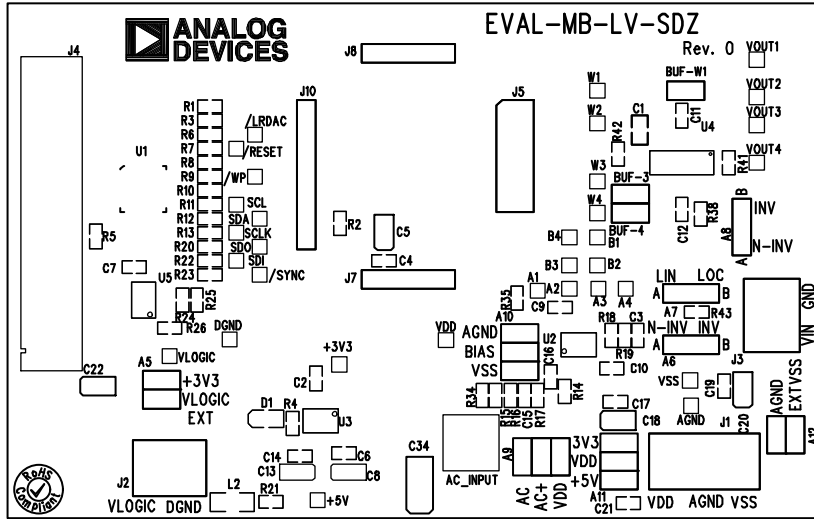 ANALOG
DEVICES
EVAL-MB-LV-SDZ
Rev. 0
VOUT1
J4
J8
J10
J5
W1
BUF-W1
VOUT2
R1
R3
R6
/LRDAC
W2
C1
C11
VOUT3
U1
R7
/RESET
R42
U4
R8
VOUT4
R9
/WP
W3
BUF-3
R41
R10
R11
SCL
W4
B
R12
SDA
R2
BUF-4
R38
INV
R5
R13
SCLK
C5
B4
B1
C12
A8
R20
SDO
N-INV
C7
R22
SDI
C4
B3
B2
A
R23
/SYNC
J7
LIN
LOC
U5
A1
A
B
GND
R24
R25
R35
A2
A3
A4
A7
R43
R26
DGND
A10
C9
R18
C3
N-INV
INV
VIN
VDD
AGND
U2
A
B
A5
VLOGIC
+3V3
BIAS
C16
R19
A6
J3
C22
+3V3
C2
VSS
C10
VSS
C19
VLOGIC
R34
R14
AGND
EXTVSS
EXT
D1
R4
U3
R15
R16
C15
R17
C17
C18
AGND
J1
C20
A12
J2
C14
C6
C34
A9
3V3
C13
C8
VDD
L2
R21
AC_INPUT
+5V
VLOGIC
DGND
+5V
AC
AC+
VDD
A11
C21
VDD
AGND
VSS
RoHS
Compliant